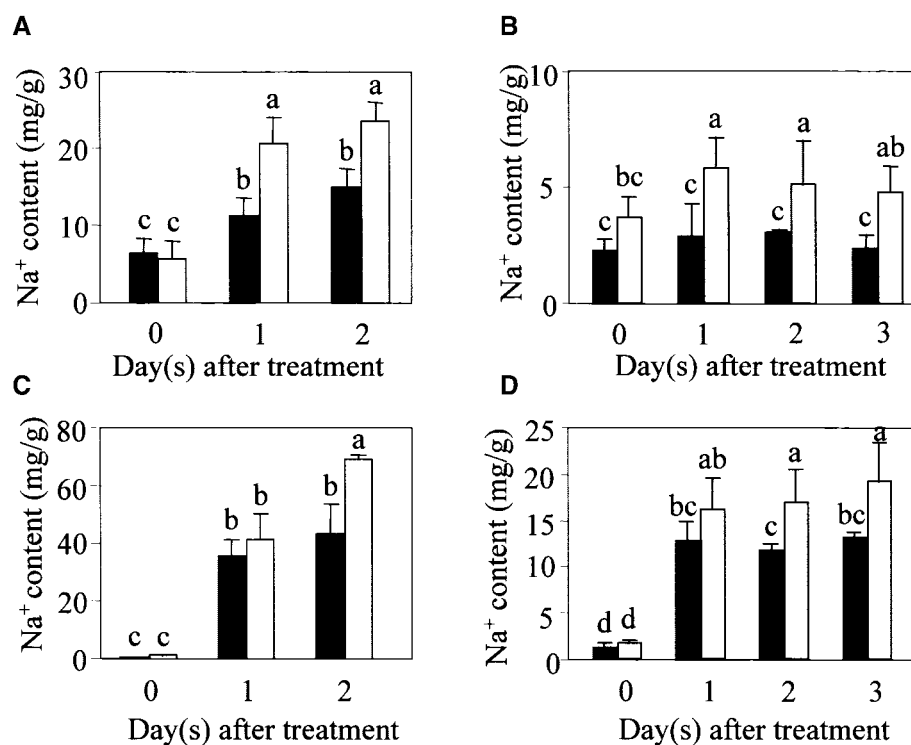 A
Na⁺ content (mg/g)
30
20
10
0
c c b a b a
0 1 2
Day(s) after treatment
B
Na⁺ content (mg/g)
10
5
0
c bc c a c a c ab
0 1 2 3
Day(s) after treatment
C
Na⁺ content (mg/g)
80
60
40
20
0
c c b b b a
0 1 2
Day(s) after treatment
D
Na⁺ content (mg/g)
25
20
15
10
5
0
d d bc ab c a bc a
0 1 2 3
Day(s) after treatment